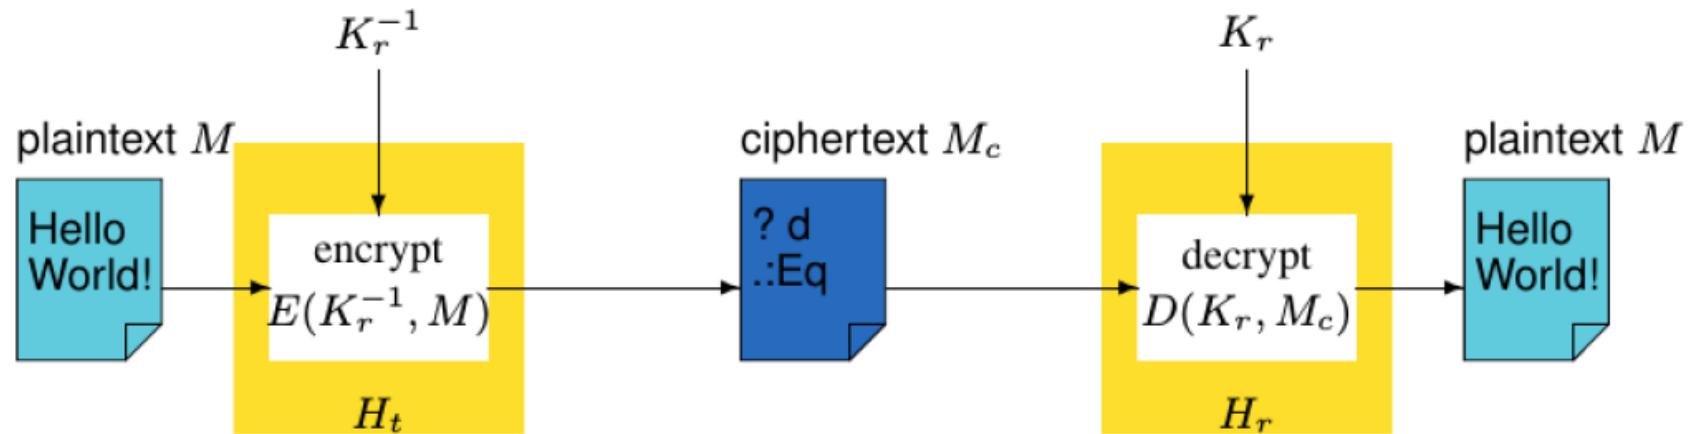 K_r^{-1}
K_r
plaintext M
ciphertext M_c
plaintext M
Hello
World!
encrypt
E(K_r^{-1}, M)
? d
.:Eq
decrypt
D(K_r, M_c)
Hello
World!
H_t
H_r